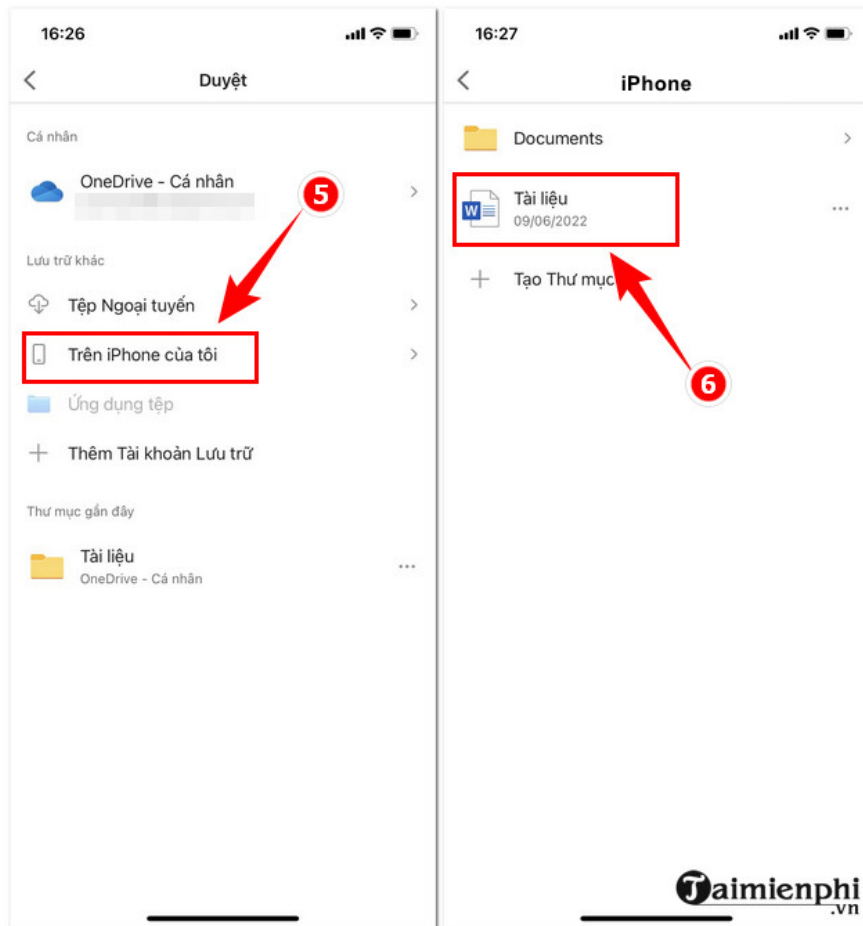 16:26
Duyệt
Cá nhân
OneDrive - Cá nhân
5
Lưu trữ khác
Tệp Ngoại tuyến
Trên iPhone của tôi
Ứng dụng tệp
Thêm Tài khoản Lưu trữ
Thư mục gần đây
Tài liệu
OneDrive - Cá nhân
16:27
iPhone
Documents
W
Tài liệu
09/06/2022
Tạo Thư mục
6
Taimienphi
.vn